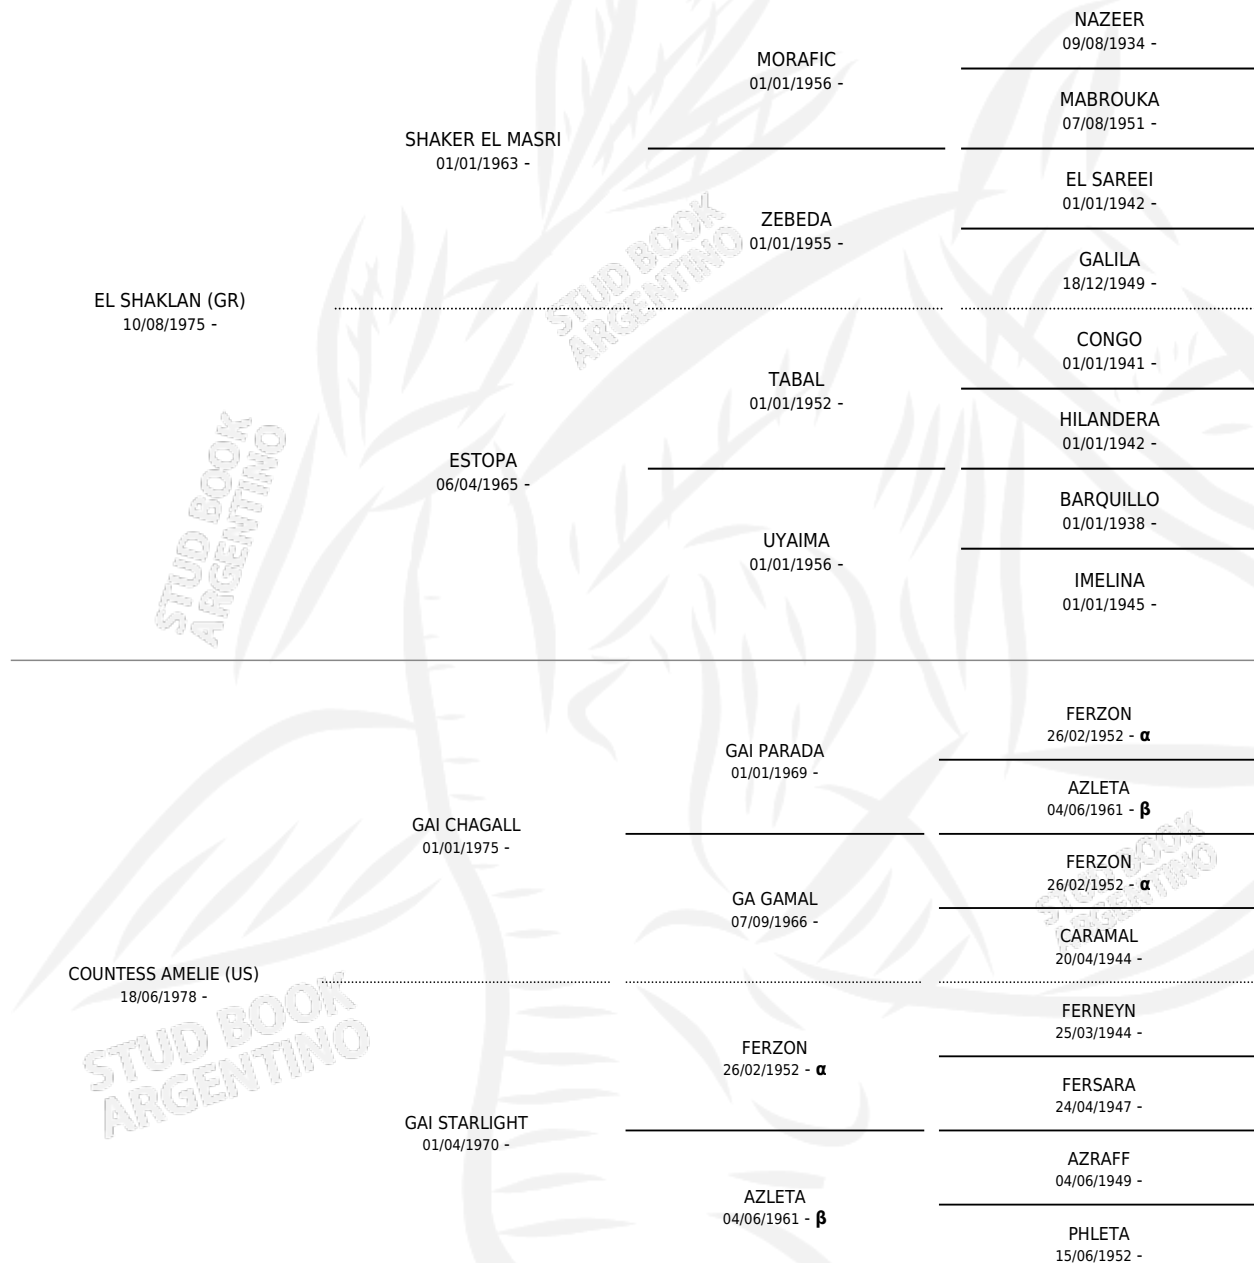 NAZEER
09/08/1934 -
MORAFIC
01/01/1956 -
MABROUKA
07/08/1951 -
SHAKER EL MASRI
01/01/1963 -
EL SAREEI
01/01/1942 -
ZEBEDA
01/01/1955 -
GALILA
18/12/1949 -
EL SHAKLAN (GR)
10/08/1975 -
CONGO
01/01/1941 -
TABAL
01/01/1952 -
HILANDERA
01/01/1942 -
ESTOPA
06/04/1965 -
BARQUILLO
01/01/1938 -
UYAIMA
01/01/1956 -
IMELINA
01/01/1945 -
FERZON
26/02/1952 - α
GAI PARADA
01/01/1969 -
AZLETA
04/06/1961 - β
GAI CHAGALL
01/01/1975 -
FERZON
26/02/1952 - α
GA GAMAL
07/09/1966 -
CARAMAL
20/04/1944 -
COUNTESS AMELIE (US)
18/06/1978 -
FERNEYN
25/03/1944 -
FERZON
26/02/1952 - α
FERSARA
24/04/1947 -
GAI STARLIGHT
01/04/1970 -
AZRAFF
04/06/1949 -
AZLETA
04/06/1961 - β
PHLETA
15/06/1952 -
STUD BOOK
ARGENTINO
STUD BOOK
ARGENTINO
STUD BOOK
ARGENTINO
STUD BOOK
ARGENTINO